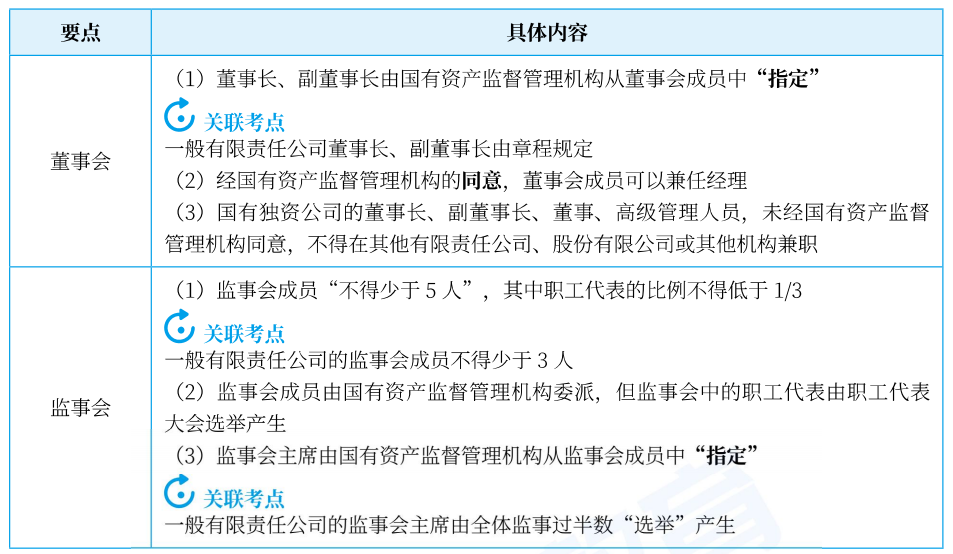 要点
具体内容
董事会
（1）董事长、副董事长由国有资产监督管理机构从董事会成员中“指定”
关联考点
一般有限责任公司董事长、副董事长由章程规定
（2）经国有资产监督管理机构的同意，董事会成员可以兼任经理
（3）国有独资公司的董事长、副董事长、董事、高级管理人员，未经国有资产监督
管理机构同意，不得在其他有限责任公司、股份有限公司或其他机构兼职
监事会
（1）监事会成员“不得少于 5 人”，其中职工代表的比例不得低于 1/3
关联考点
一般有限责任公司的监事会成员不得少于 3 人
（2）监事会成员由国有资产监督管理机构委派，但监事会中的职工代表由职工代表
大会选举产生
（3）监事会主席由国有资产监督管理机构从监事会成员中“指定”
关联考点
一般有限责任公司的监事会主席由全体监事过半数“选举”产生